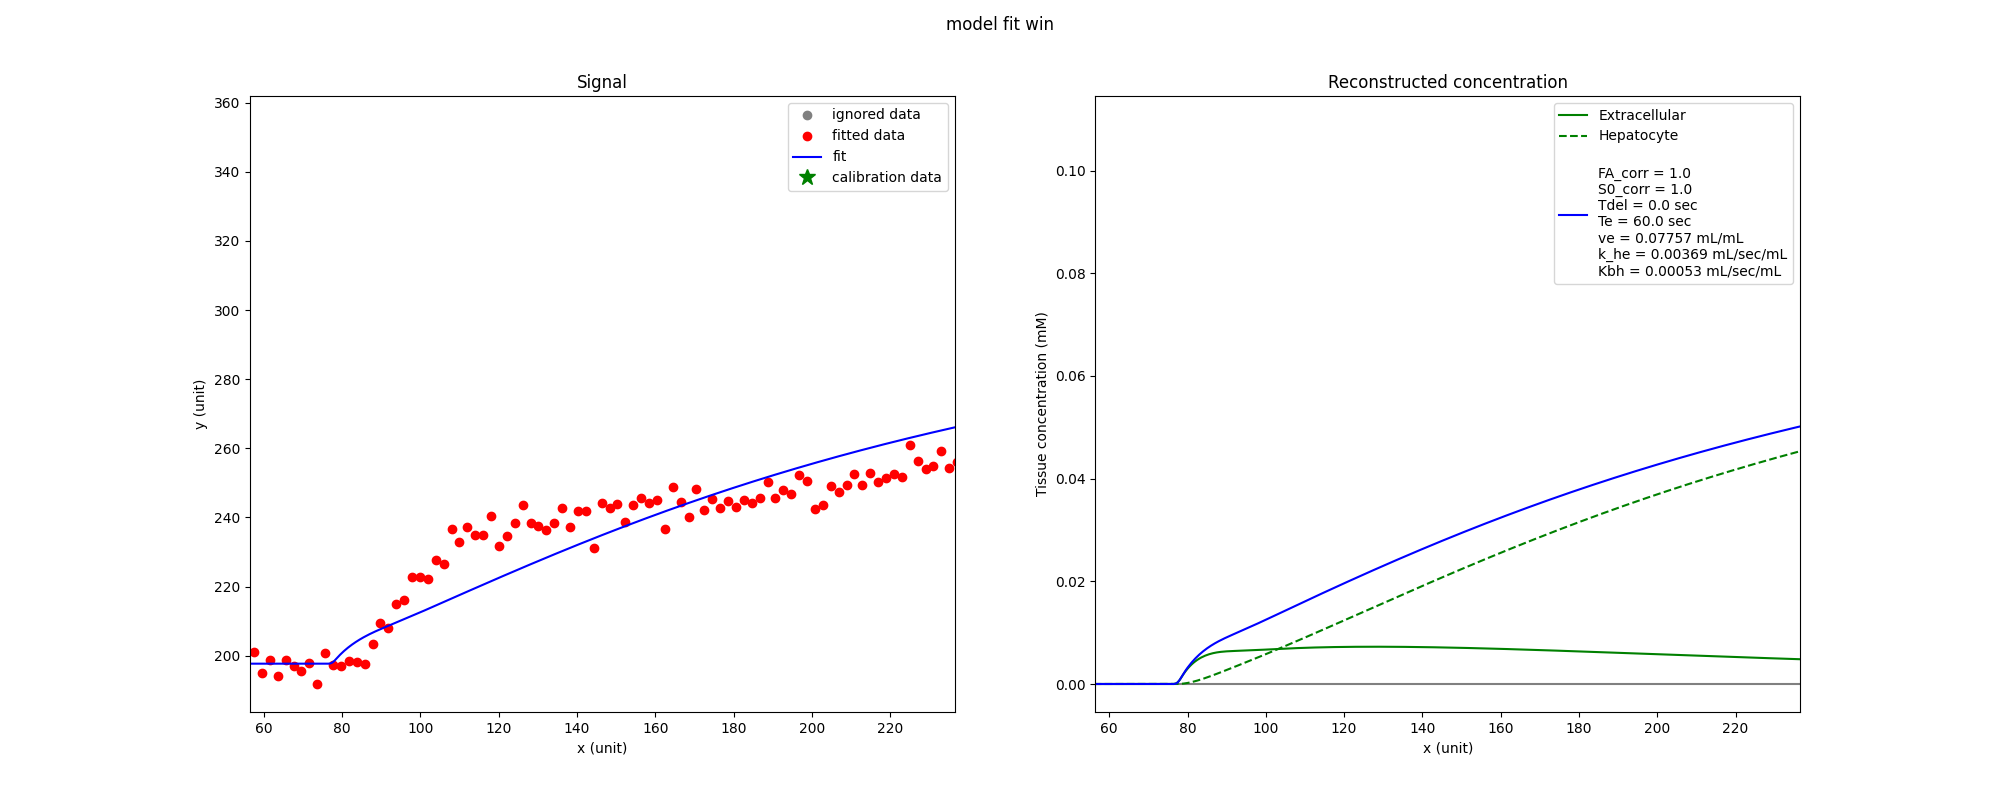 model fit win
Signal
360
340
320
300
280
260
240
220
200
y (unit)
60 80 100 120 140 160 180 200 220
x (unit)
ignored data
fitted data
fit
calibration data
Reconstructed concentration
0.10
0.08
0.06
0.04
0.02
0.00
Tissue concentration (mM)
60 80 100 120 140 160 180 200 220
x (unit)
Extracellular
Hepatocyte
FA_corr = 1.0
S0_corr = 1.0
Tdel = 0.0 sec
Te = 60.0 sec
ve = 0.07757 mL/mL
k_he = 0.00369 mL/sec/mL
Kbh = 0.00053 mL/sec/mL